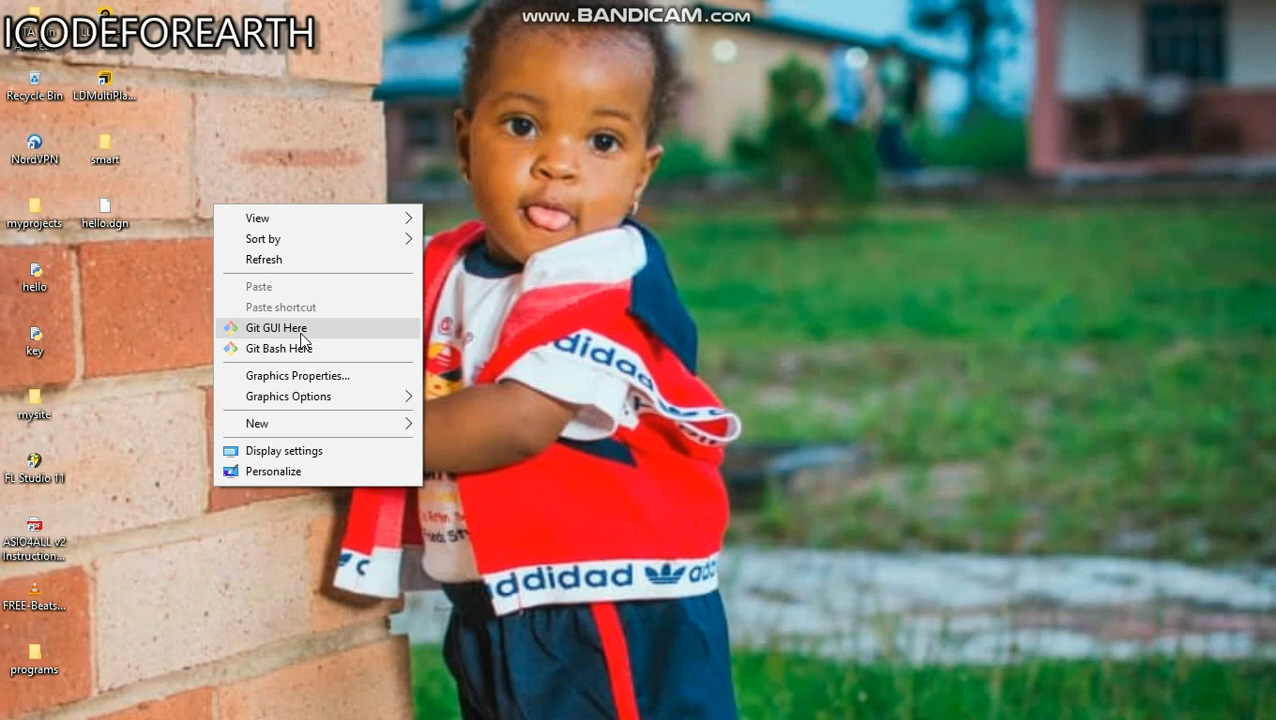 www.BANDICAM.com
ICODEFOREARTH
Recycle Bin
LDMultiPla...
NordVPN
smart
myprojects
hello.dgn
hello
key
mysite
FL Studio 11
ASIO4ALL v2
Instruction...
FREE-Beats...
programs
View
Sort by
Refresh
Paste
Paste shortcut
Git GUI Here
Git Bash Here
Graphics Properties...
Graphics Options
New
Display settings
Personalize
didas
ddidad